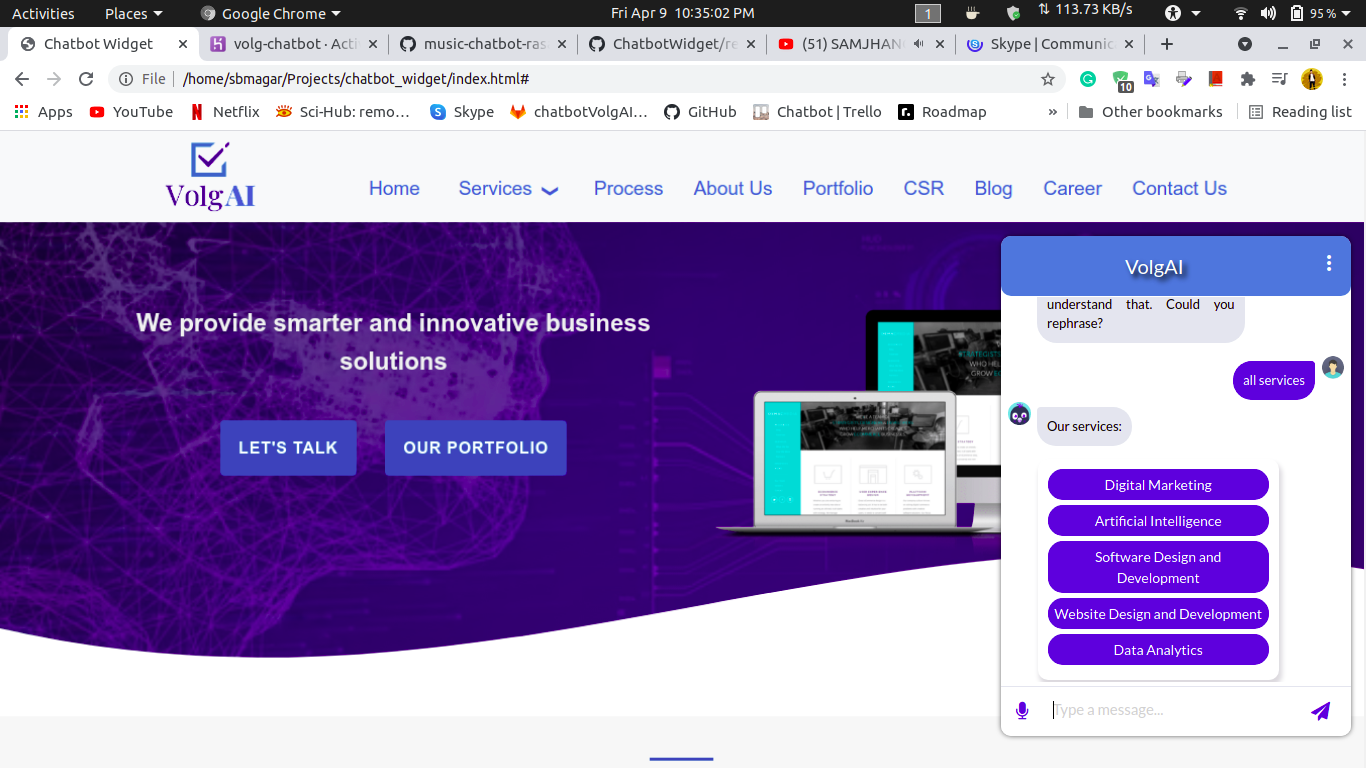 Activities Places Google Chrome Fri Apr 9 10:35:02 PM 1 113.73 KB/s 95 %
Chatbot Widget volg-chatbot · Acti music-chatbot-ras ChatbotWidget/re (51) SAMJHAN Skype | Communic
File /home/sbmagar/Projects/chatbot_widget/index.html# 10
Apps YouTube Netflix Sci-Hub: remo… Skype chatbotVolgAI… GitHub Chatbot | Trello Roadmap » Other bookmarks Reading list
VolgAI
Home Services Process About Us Portfolio CSR Blog Career Contact Us
We provide smarter and innovative business
solutions
LET'S TALK OUR PORTFOLIO
VolgAI
understand that. Could you
rephrase?
all services
Our services:
Digital Marketing
Artificial Intelligence
Software Design and
Development
Website Design and Development
Data Analytics
Type a message...